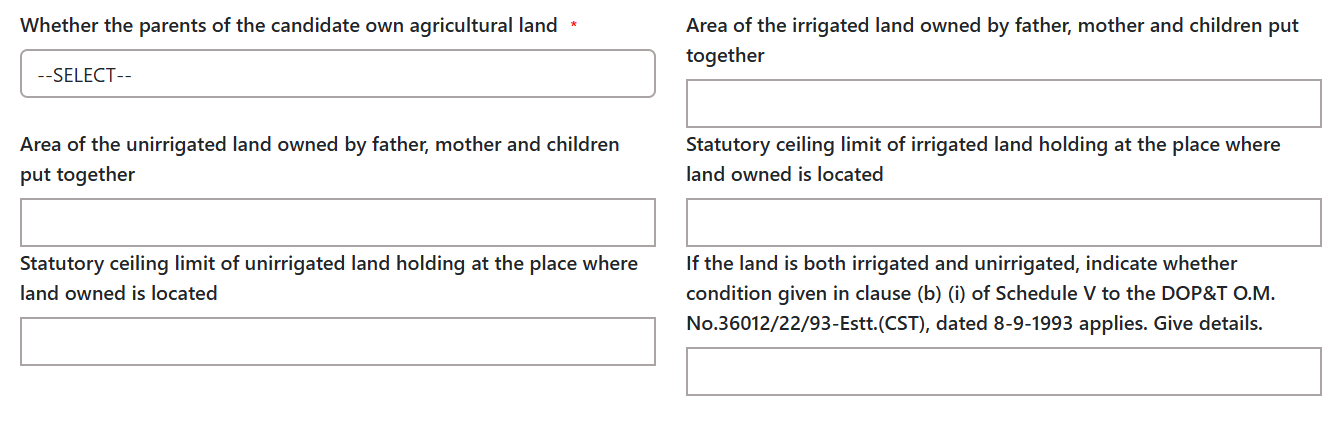 Whether the parents of the candidate own agricultural land *
--SELECT--
Area of the irrigated land owned by father, mother and children put
together
Area of the unirrigated land owned by father, mother and children
put together
Statutory ceiling limit of irrigated land holding at the place where
land owned is located
Statutory ceiling limit of unirrigated land holding at the place where
land owned is located
If the land is both irrigated and unirrigated, indicate whether
condition given in clause (b) (i) of Schedule V to the DOP&T O.M.
No.36012/22/93-Estt.(CST), dated 8-9-1993 applies. Give details.